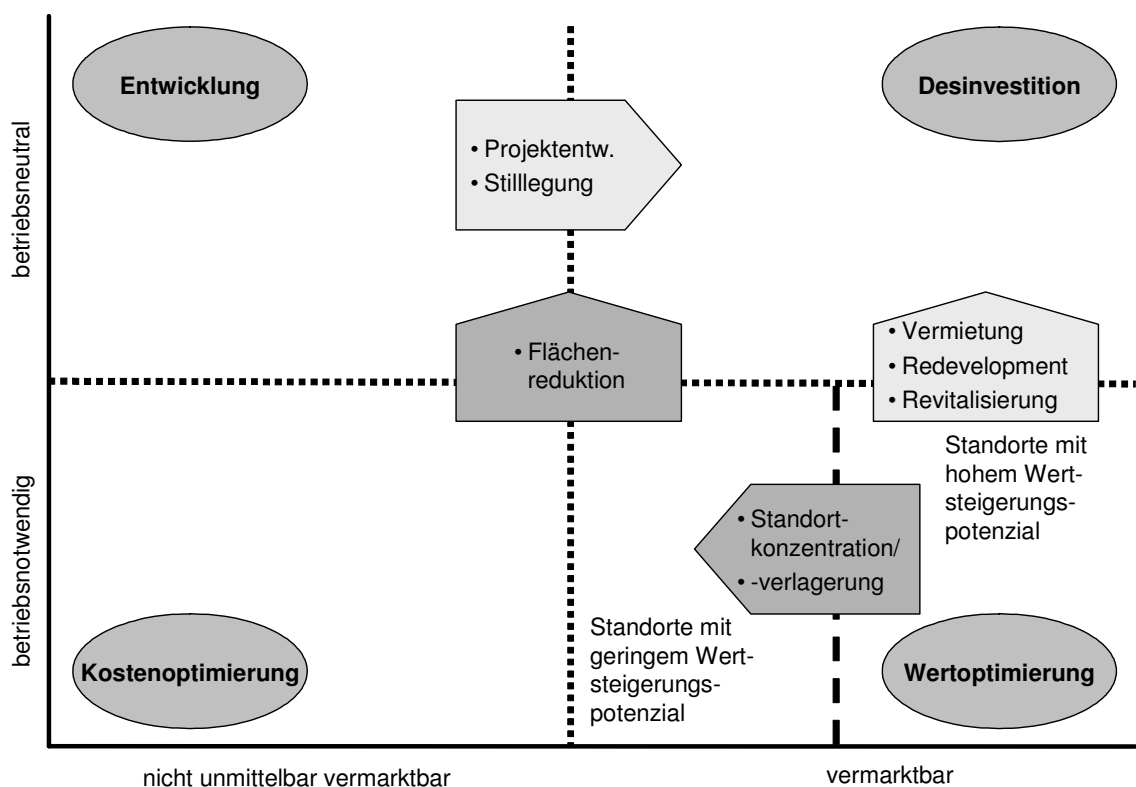 Entwicklung
Desinvestition
betriebsneutral
• Projektentw.
• Stilllegung
• Flächen-
reduktion
• Vermietung
• Redevelopment
• Revitalisierung
Standorte mit
hohem Wert-
steigerungs-
potenzial
betriebsnotwendig
• Standort-
konzentration/
• -verlagerung
Standorte mit
geringem Wert-
steigerungs-
potenzial
Kostenoptimierung
Wertoptimierung
nicht unmittelbar vermarktbar
vermarktbar